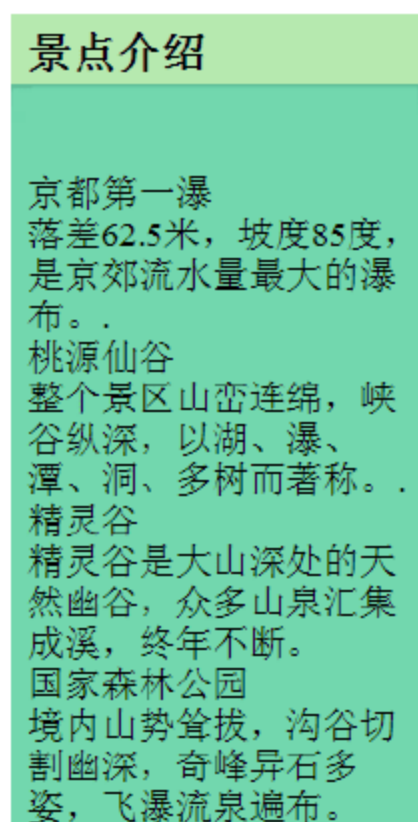 景点介绍
京都第一瀑
落差62.5米，坡度85度，
是京郊流水量最大的瀑
布。.
桃源仙谷
整个景区山峦连绵，峡
谷纵深，以湖、瀑、
潭、洞、多树而著称。.
精灵谷
精灵谷是大山深处的天
然幽谷，众多山泉汇集
成溪，终年不断。
国家森林公园
境内山势耸拔，沟谷切
割幽深，奇峰异石多
姿，飞瀑流泉遍布。